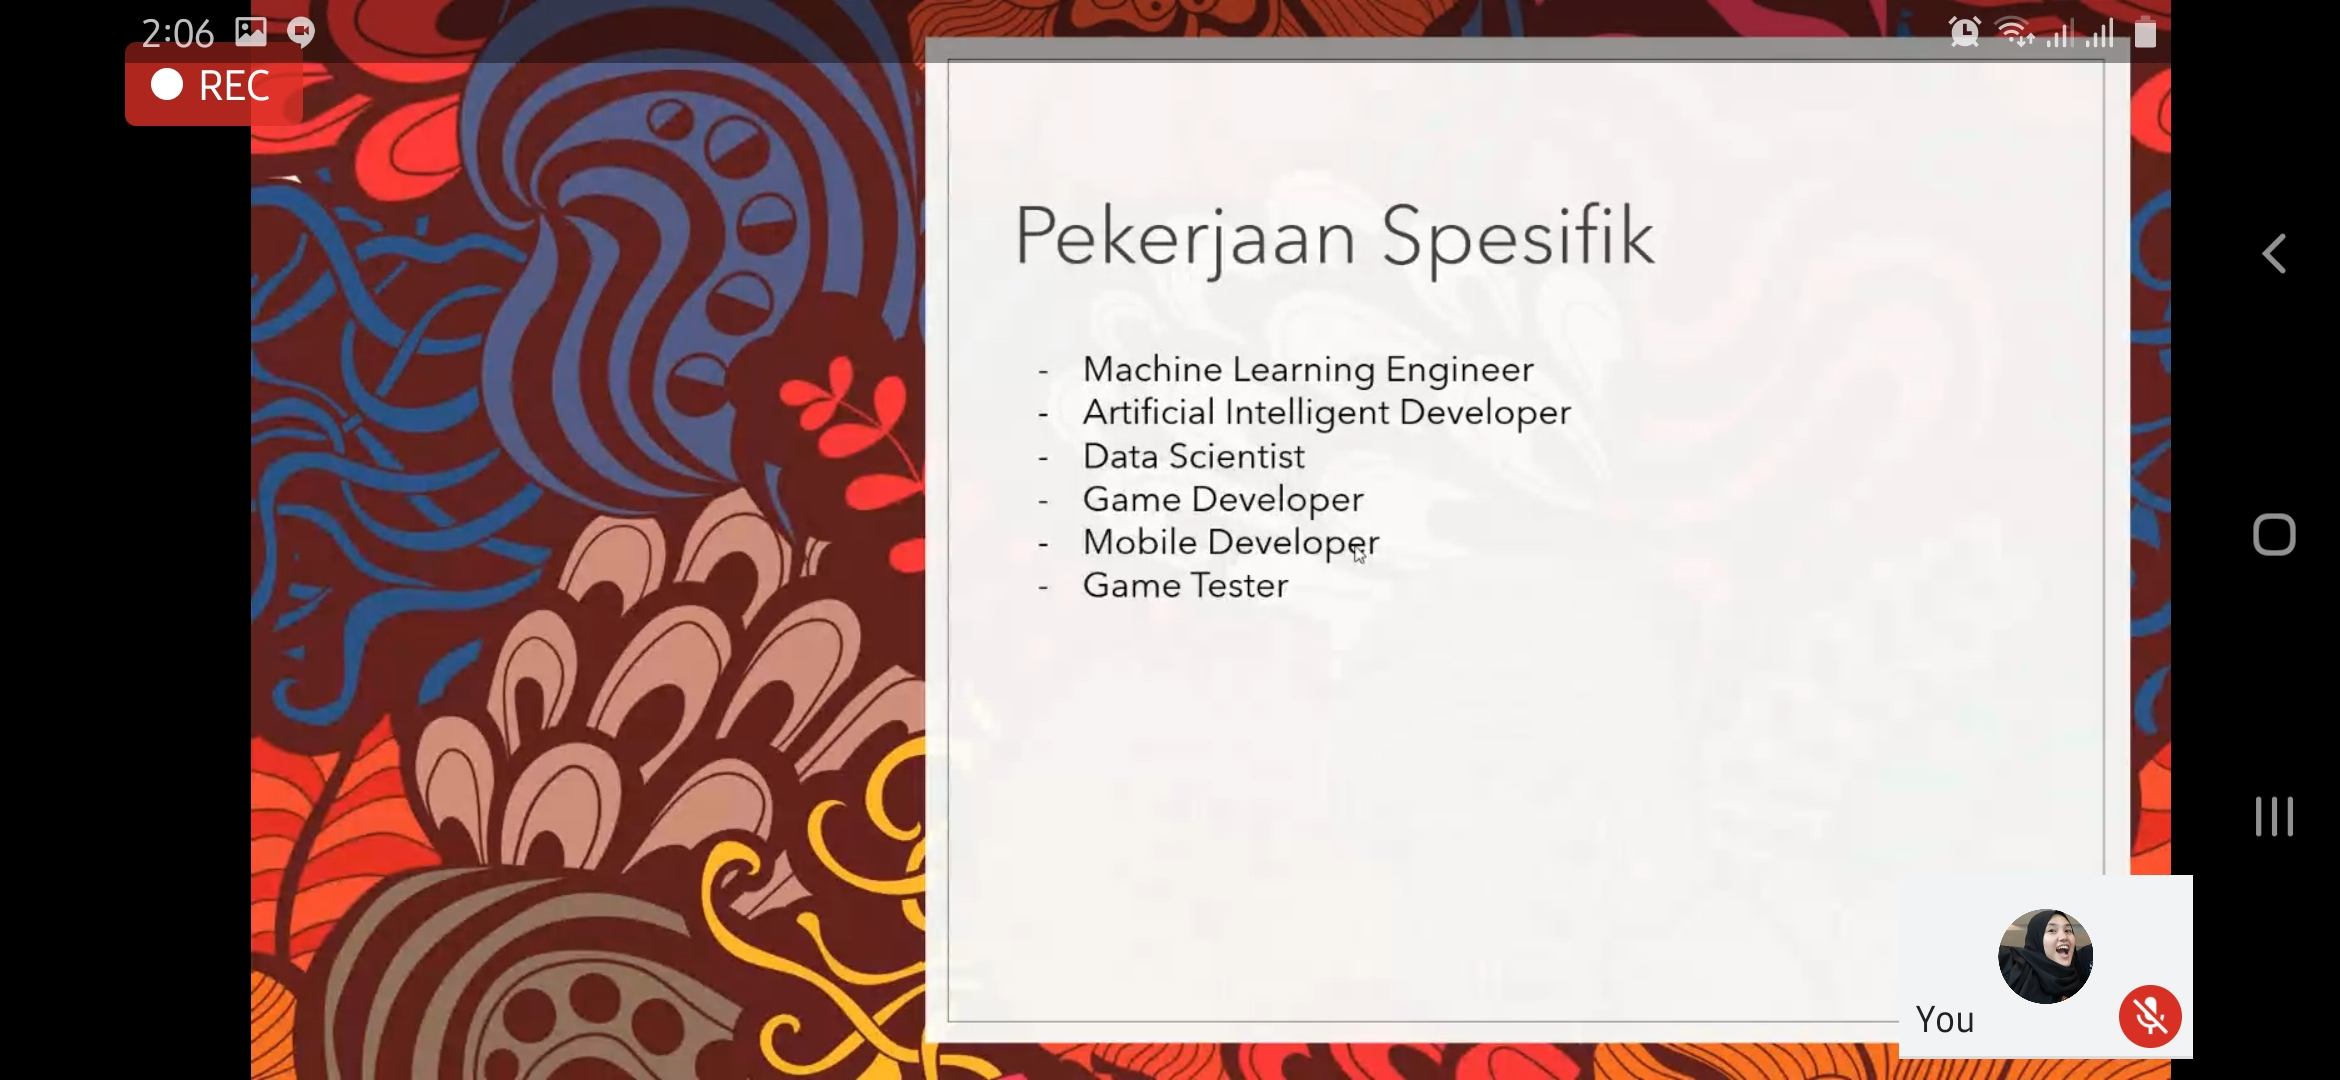 2:06
REC
Pekerjaan Spesifik
- Machine Learning Engineer
- Artificial Intelligent Developer
- Data Scientist
- Game Developer
- Mobile Developer
- Game Tester
You